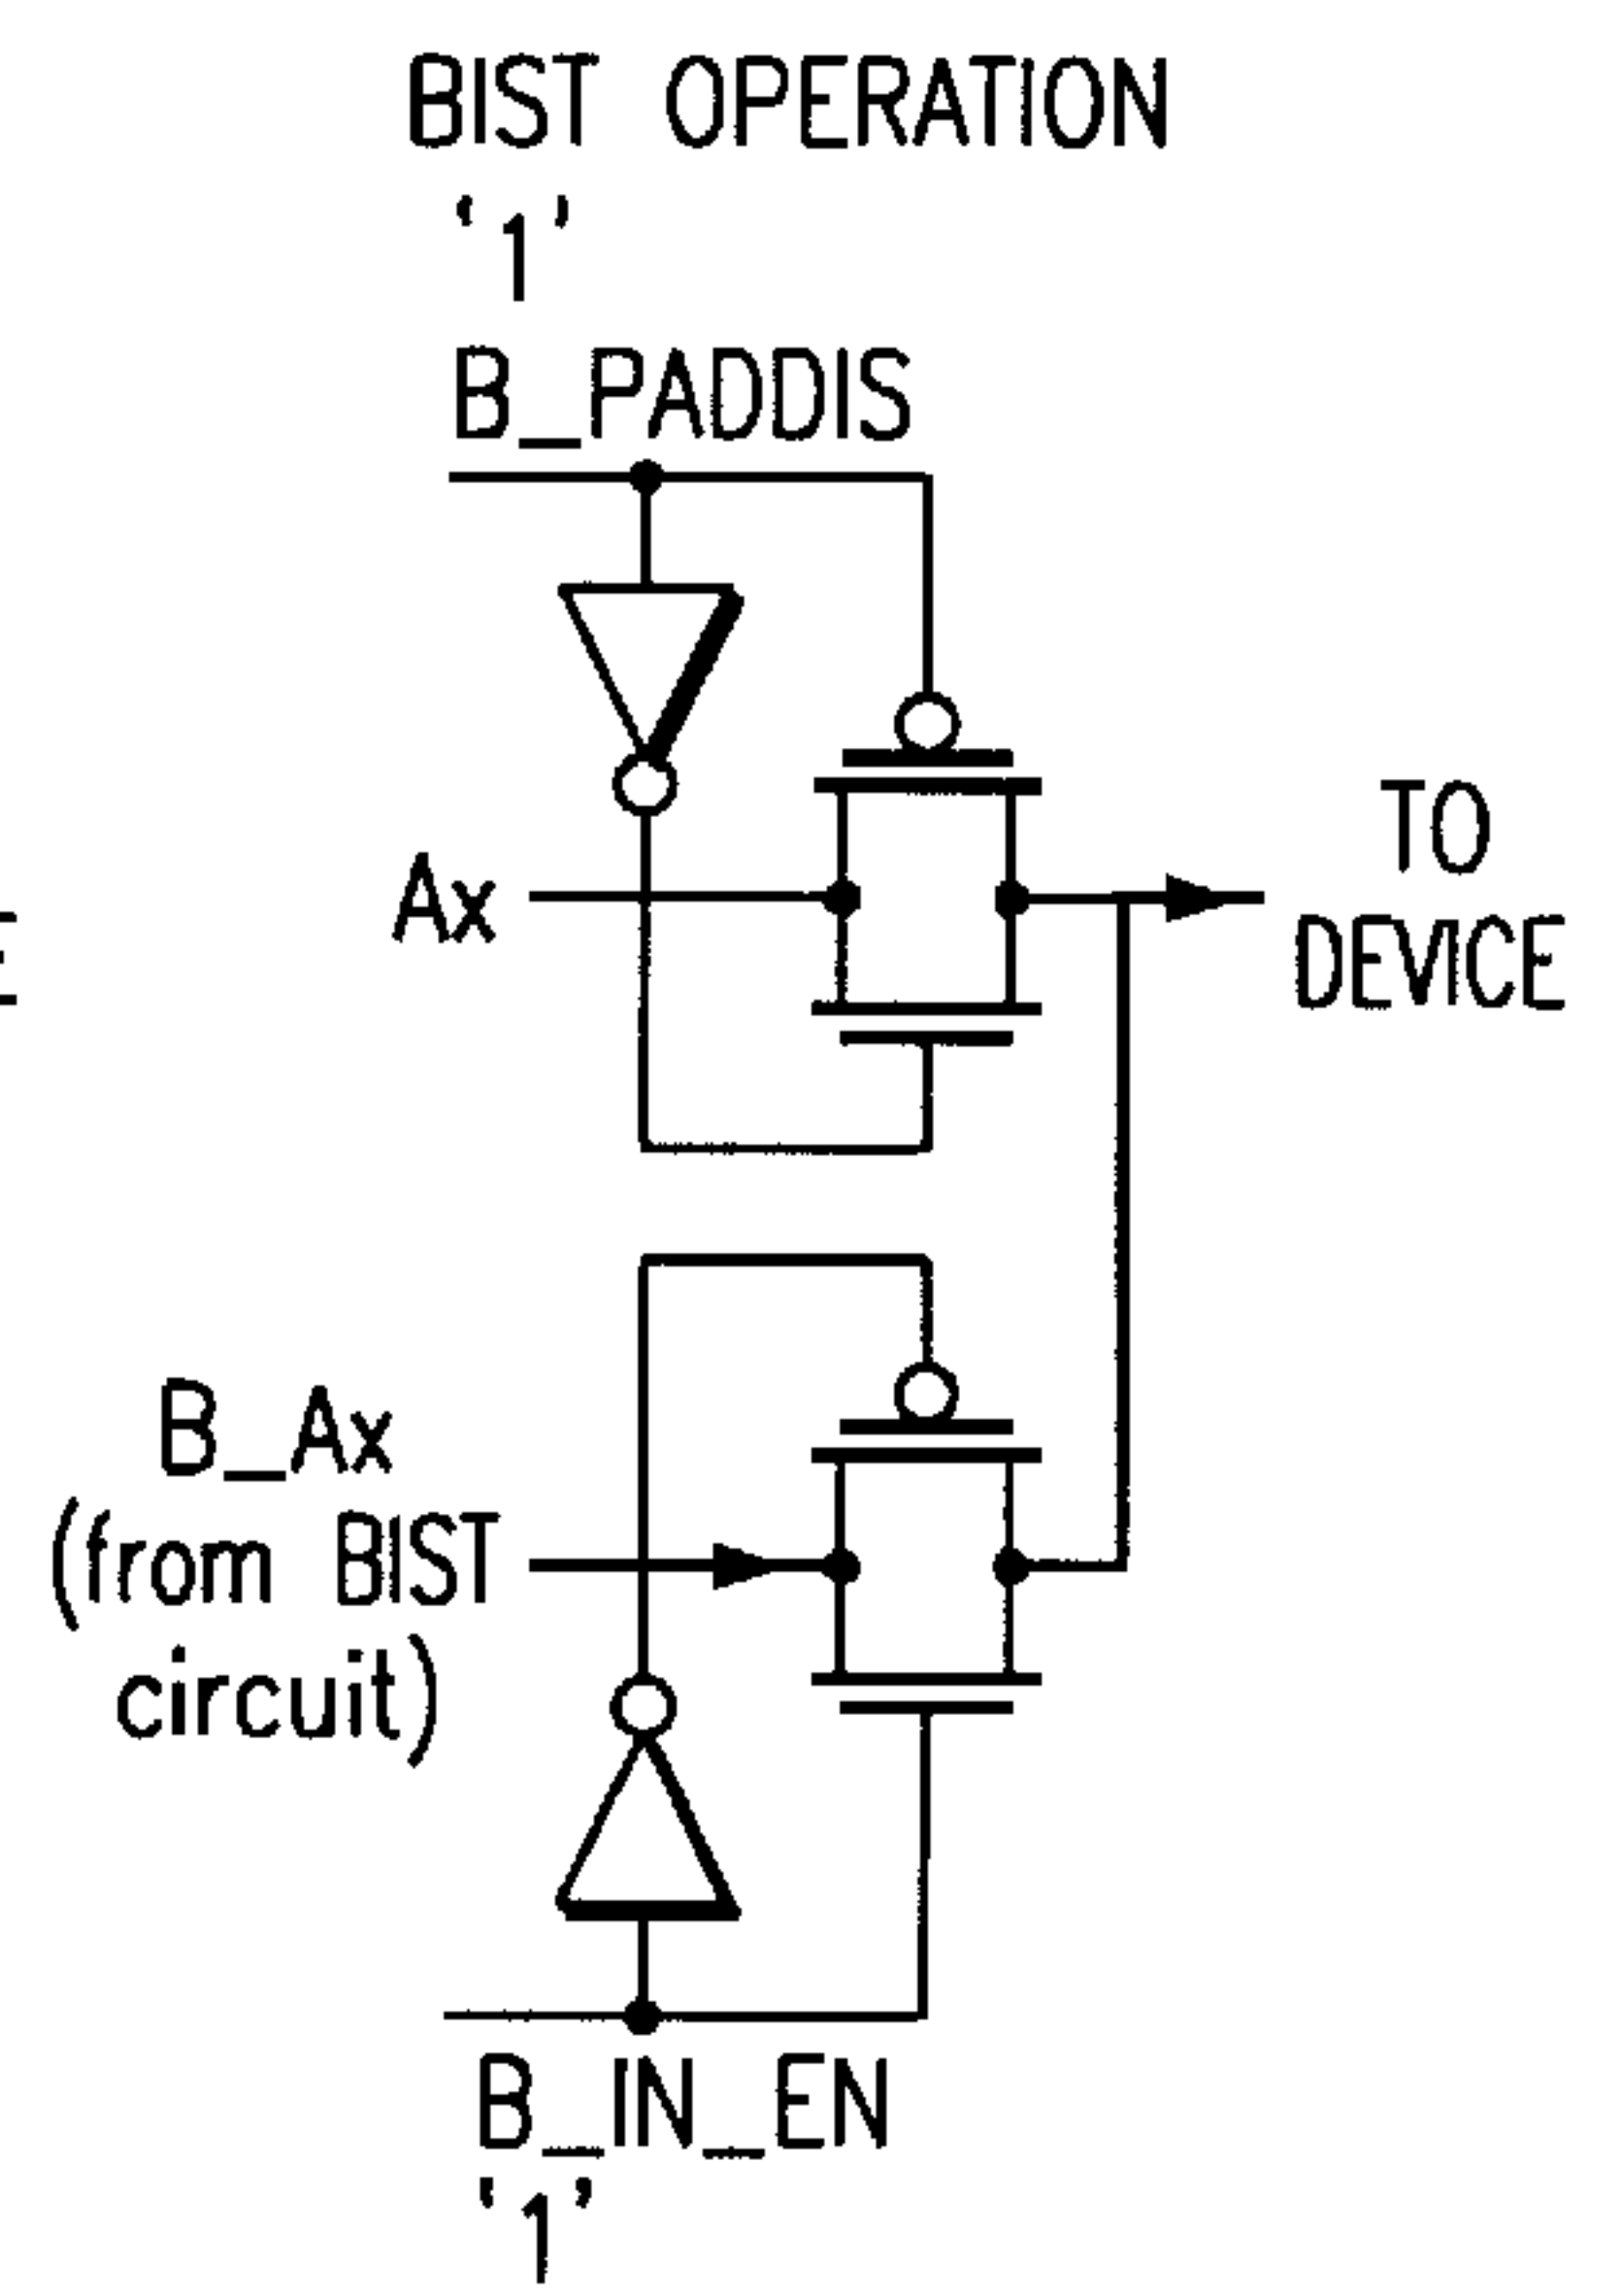 BIST OPERATION
‘1’
B_PADDIS
Ax
TO
DEVICE
B_Ax
(from BIST
circuit)
B_IN_EN
‘1’